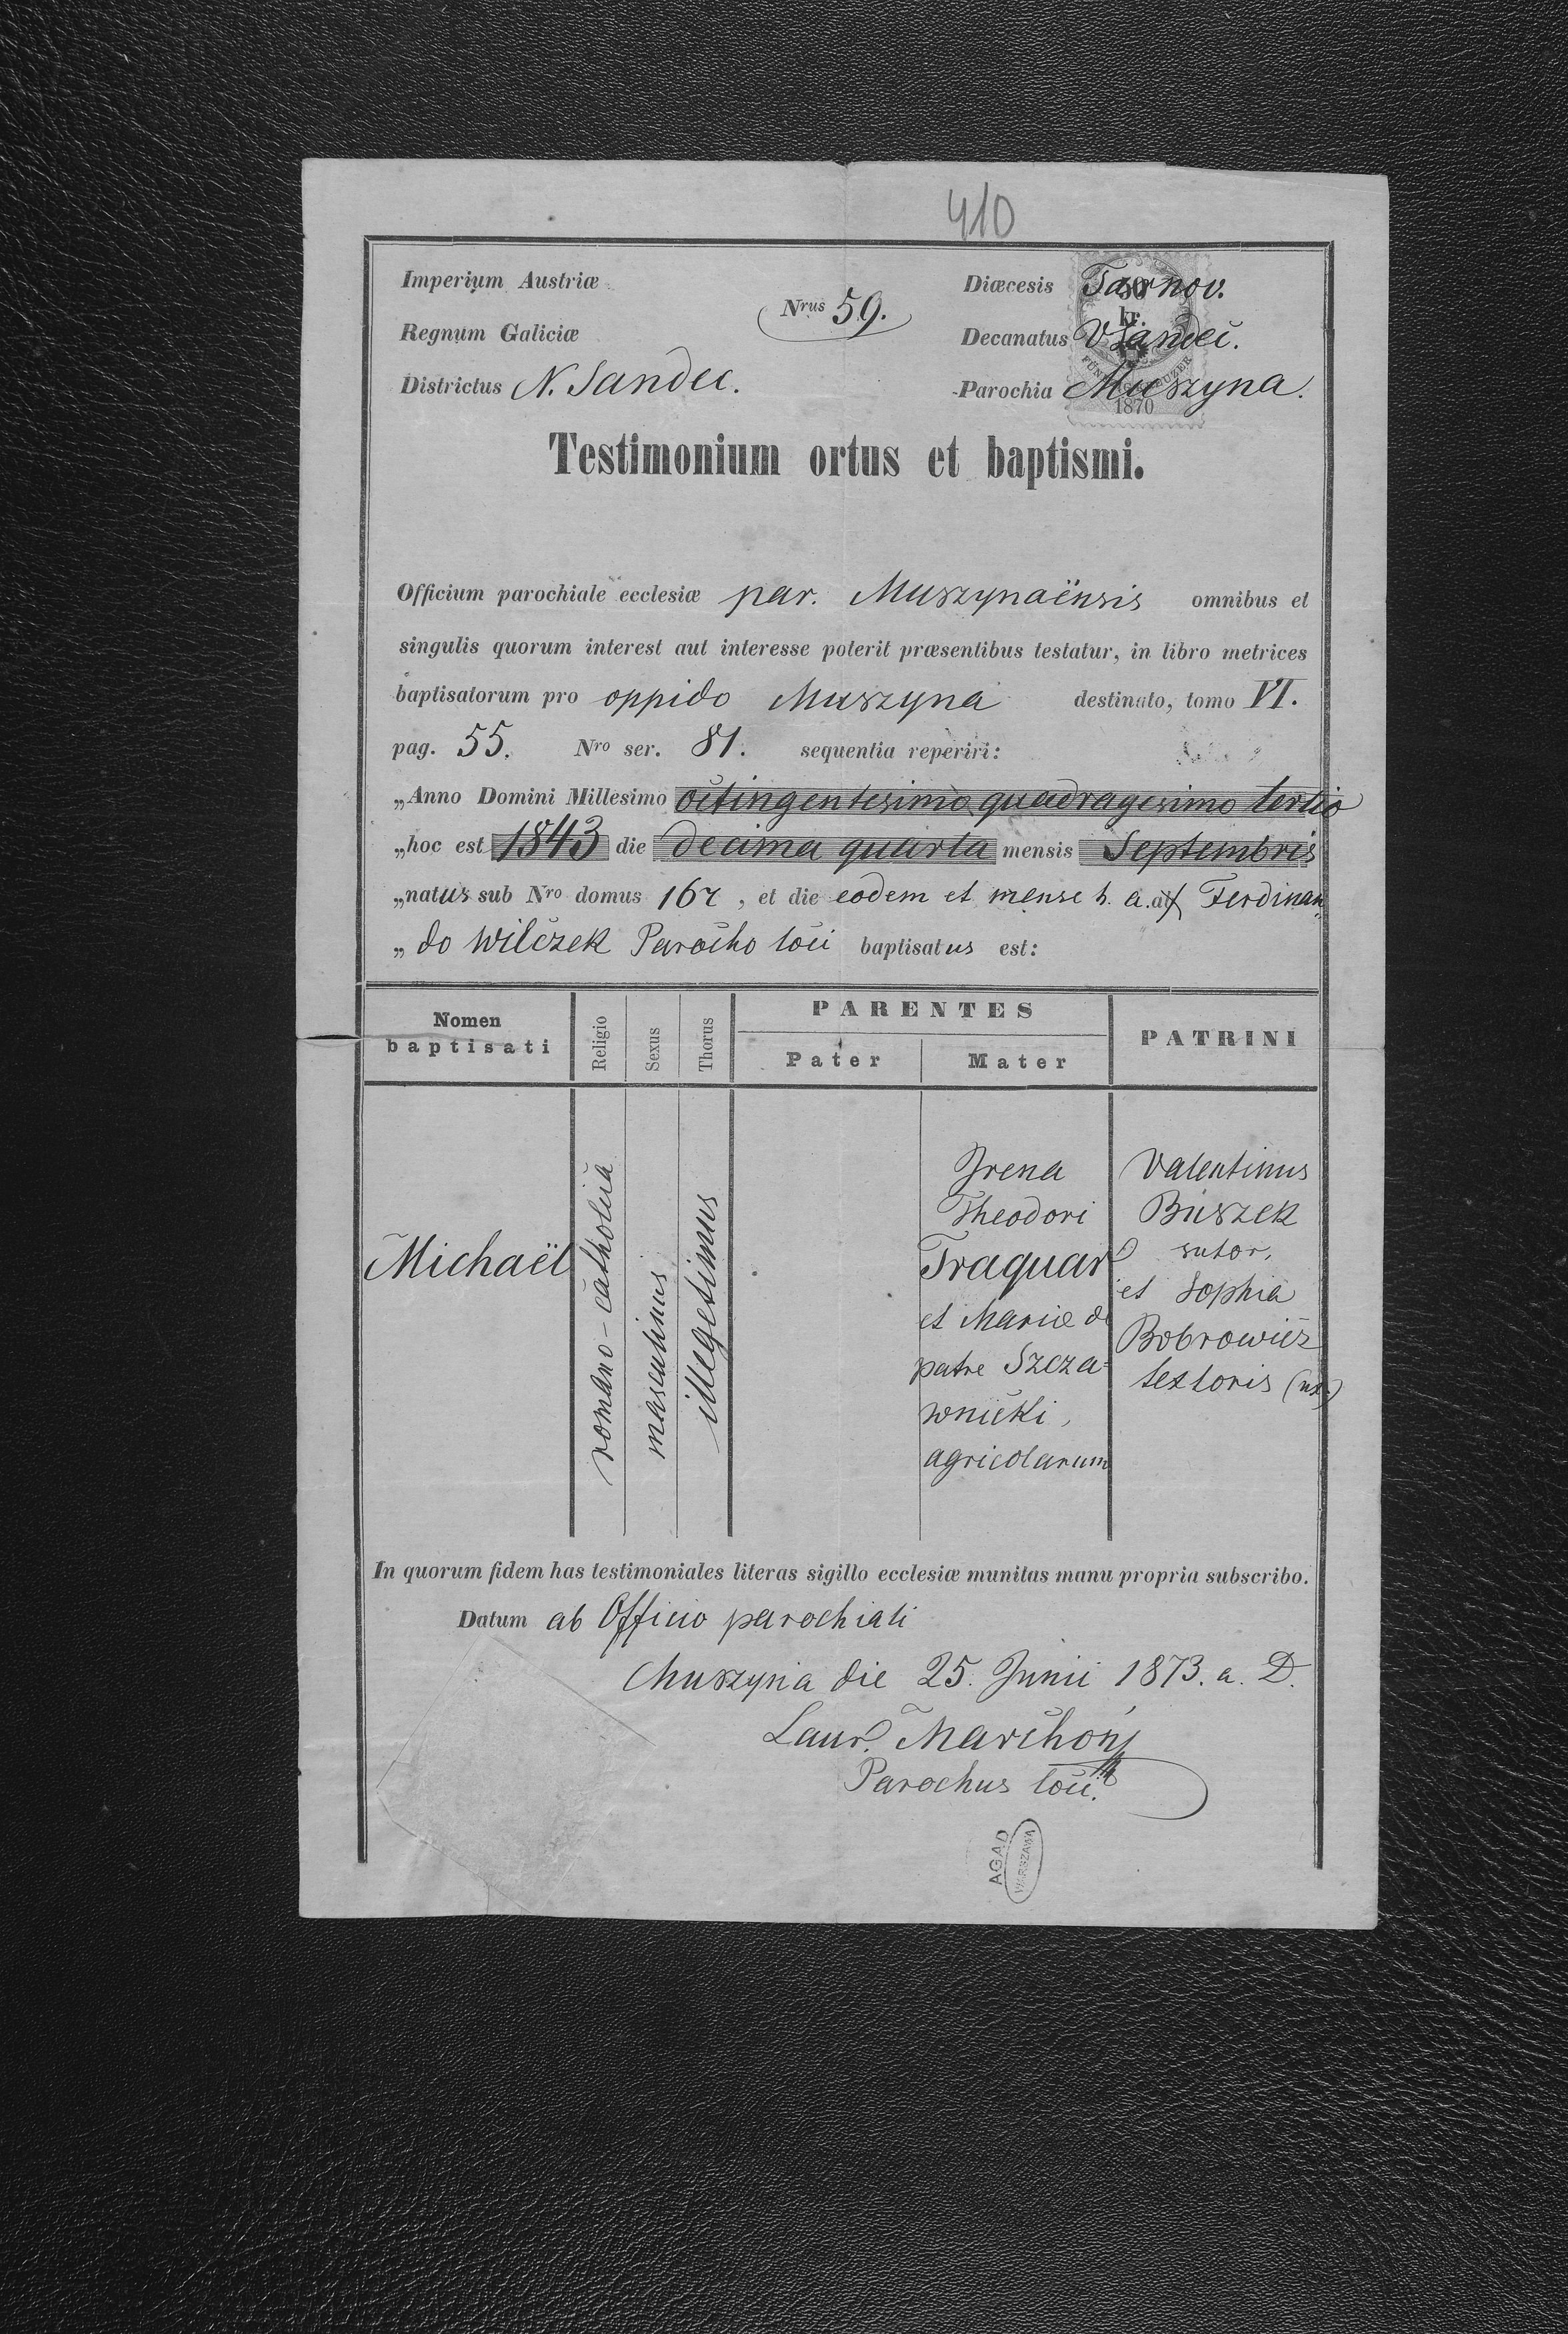 410
Imperium Austriæ
Regnum Galiciæ
Districtus N. Sandec.
Nrus 59.
Diœcesis Tarnov.
Decanatus V Sandec.
Parochia Muszyna.
50
kr.
1870
Testimonium ortus et baptismi.
Officium parochiale ecclesiæ par. Muszynaënsis omnibus et
singulis quorum interest aut interesse poterit præsentibus testatur, in libro metrices
baptisatorum pro oppido Muszyna destinato, tomo VI.
pag. 55. Nro ser. 81. sequentia reperiri:
„Anno Domini Millesimo octingentesimo quadragesimo tertio
„hoc est 1843 die decima quarta mensis Septembris
„natus sub Nro domus 167, et die eodem et mense h. a. a Ferdinan
„do Wilczek Parocho loci baptisatus est:
Nomen
baptisati
Religio
Sexus
Thorus
PARENTES
Pater
Mater
PATRINI
Michaël
romano-catholica
masculinus
illegetimus
Irena
Theodori
Traquar
et Mariæ de
patre Szcza=
wnicki,
agricolarum
Valentinus
Buszek
sutor,
et Sophia
Bobrowicz
textoris (ux.)
In quorum fidem has testimoniales literas sigillo ecclesiæ munitas manu propria subscribo.
Datum ab Officio parochiali
Muszyna die 25. Junii 1873. a. D.
Laur. Marchoń
Parochus loci.
AGAD
WARSZAWA